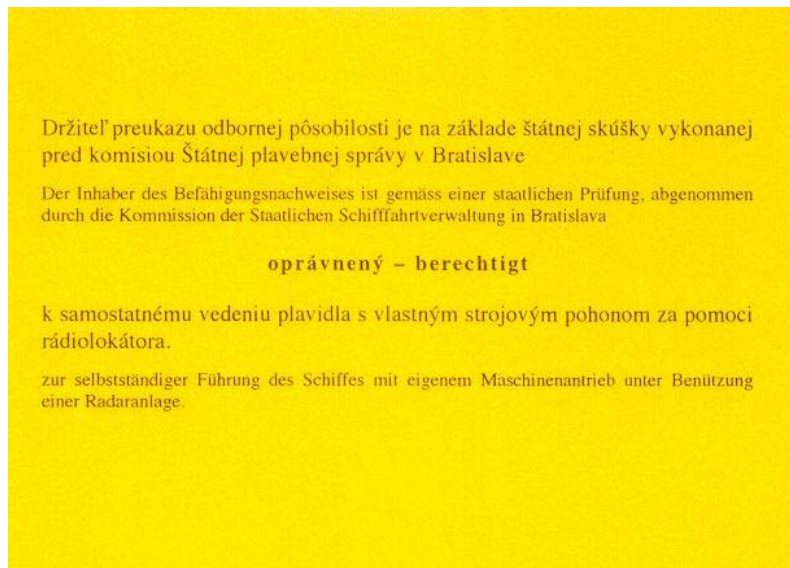 Držiteľ preukazu odbornej pôsobilosti je na základe štátnej skúšky vykonanej
pred komisiou Štátnej plavebnej správy v Bratislave
Der Inhaber des Befähigungsnachweises ist gemäss einer staatlichen Prüfung, abgenommen
durch die Kommission der Staatlichen Schifffahrtverwaltung in Bratislava
oprávnený – berechtigt
k samostatnému vedeniu plavidla s vlastným strojovým pohonom za pomoci
rádiolokátora.
zur selbstständiger Führung des Schiffes mit eigenem Maschinenantrieb unter Benützung
einer Radaranlage.